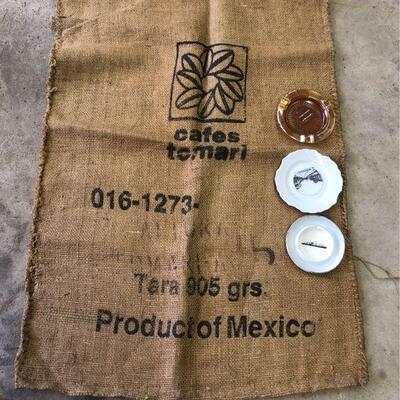 cafes
tomari
016-1273-
Tara 905 grs.
Product of Mexico